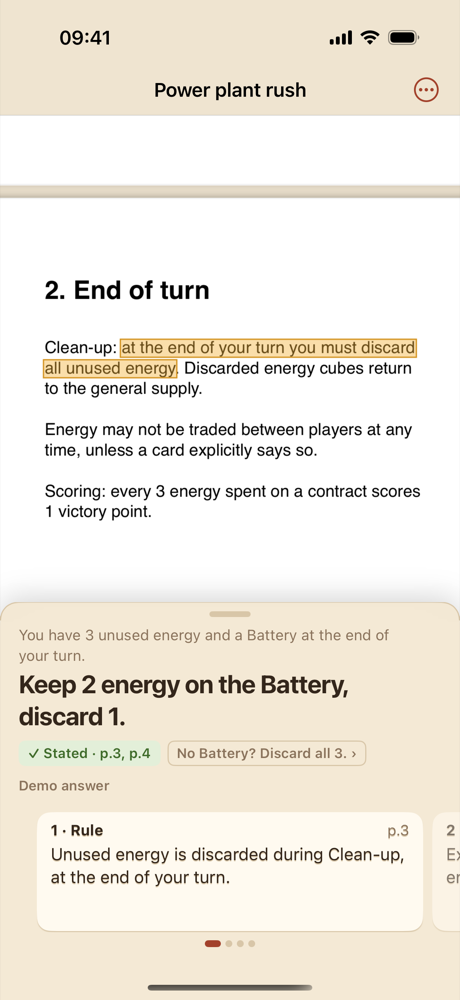 09:41
Power plant rush
2. End of turn
Clean-up: at the end of your turn you must discard
all unused energy. Discarded energy cubes return
to the general supply.
Energy may not be traded between players at any
time, unless a card explicitly says so.
Scoring: every 3 energy spent on a contract scores
1 victory point.
You have 3 unused energy and a Battery at the end of
your turn.
Keep 2 energy on the Battery,
discard 1.
✓ Stated · p.3, p.4
No Battery? Discard all 3. ›
Demo answer
1 · Rule
p.3
Unused energy is discarded during Clean-up,
at the end of your turn.
2